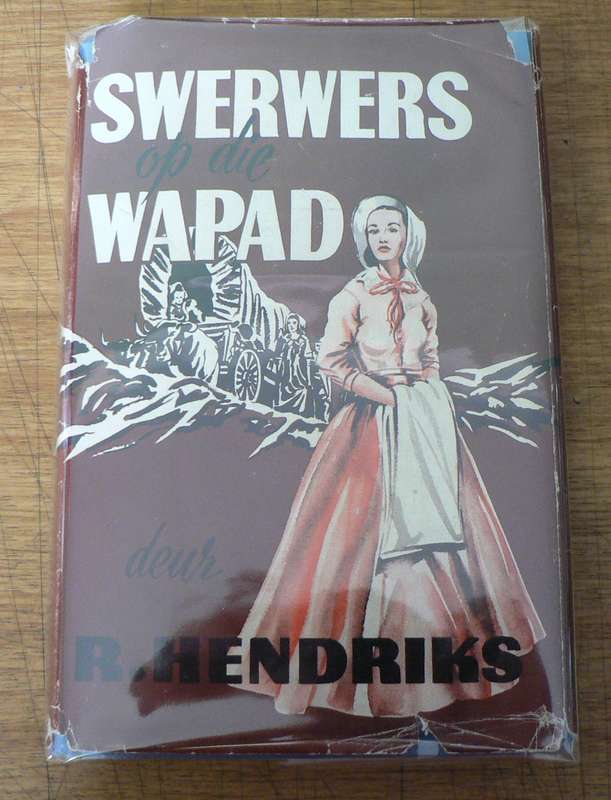 SWERWERS
op die
WAPAD
deur
R. HENDRIKS